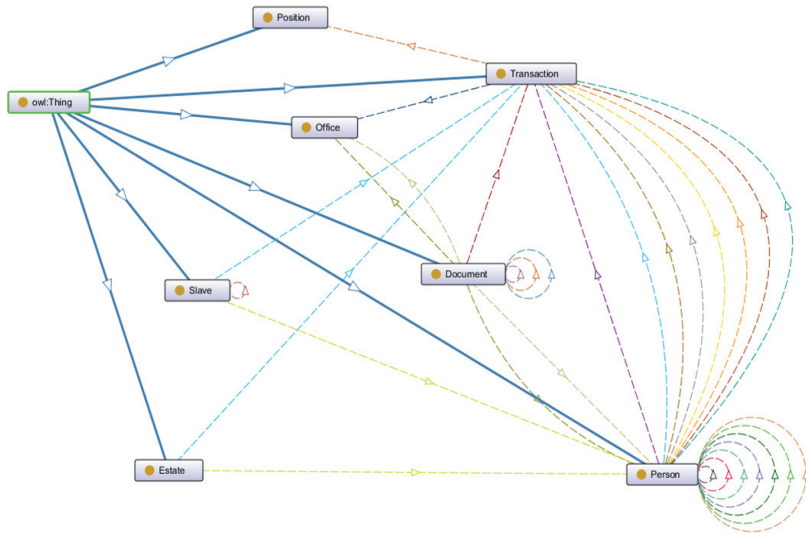 Position
Transaction
owl:Thing
Office
Document
Slave
Estate
Person